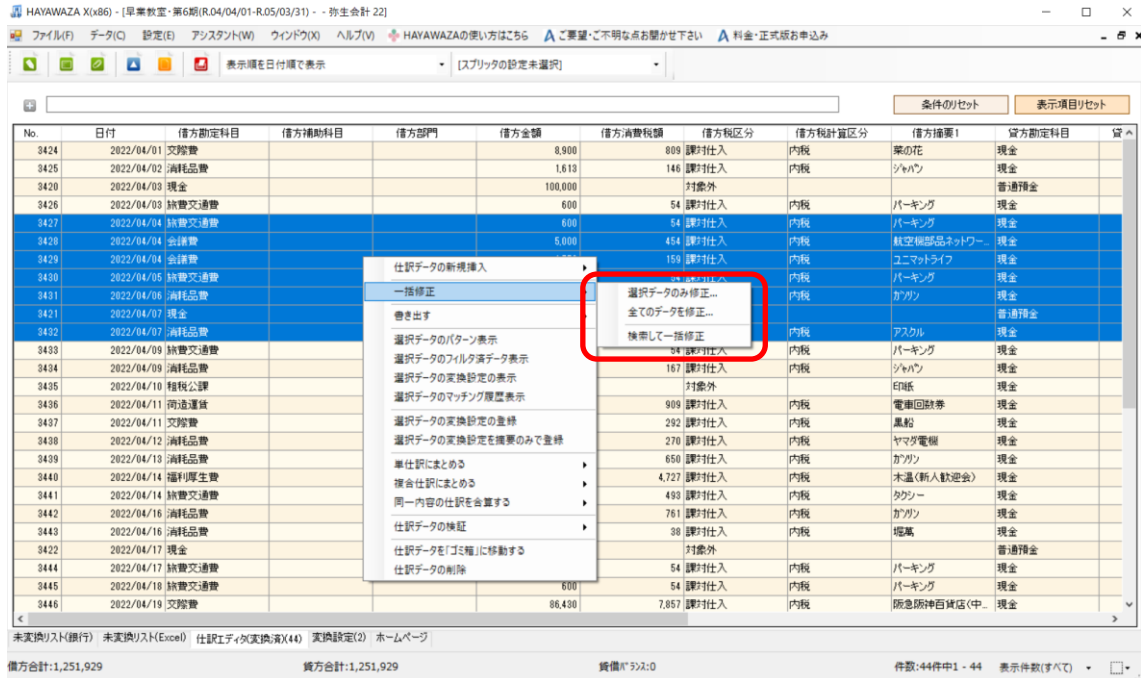 HAYAWAZA X(x86) - [早業教室・第6期(R.04/04/01-R.05/03/31) - - 弥生会計 22]
ファイル(F) データ(C) 設定(E) アシスタント(W) ウィンドウ(X) ヘルプ(V) HAYAWAZAの使い方はこちら ご要望・ご不明な点お聞かせ下さい 料金・正式版お申込み
表示順を日付順で表示 [スプリッタの設定未選択]
条件のリセット 表示項目リセット
No. 日付 借方勘定科目 借方補助科目 借方部門 借方金額 借方消費税額 借方税区分 借方税計算区分 借方摘要1 貸方勘定科目 貸
3424 2022/04/01 交際費 8,900 809 課対仕入 内税 菜の花 現金
3425 2022/04/02 消耗品費 1,613 146 課対仕入 内税 ジャパン 現金
3420 2022/04/03 現金 100,000 対象外 普通預金
3426 2022/04/03 旅費交通費 600 54 課対仕入 内税 パーキング 現金
3427 2022/04/04 旅費交通費 600 54 課対仕入 内税 パーキング 現金
3428 2022/04/04 会議費 5,000 454 課対仕入 内税 航空機部品ネットワー... 現金
3429 2022/04/04 会議費 159 課対仕入 内税 ユニマットライフ 現金
3430 2022/04/05 旅費交通費 内税 パーキング 現金
3431 2022/04/06 消耗品費 内税 ガソリン 現金
3421 2022/04/07 現金 普通預金
3432 2022/04/07 消耗品費 内税 アスクル 現金
3433 2022/04/09 旅費交通費 54 課対仕入 内税 パーキング 現金
3434 2022/04/09 消耗品費 167 課対仕入 内税 ジャパン 現金
3435 2022/04/10 租税公課 対象外 印紙 現金
3436 2022/04/11 荷造運賃 909 課対仕入 内税 電車回数券 現金
3437 2022/04/11 交際費 292 課対仕入 内税 黒船 現金
3438 2022/04/12 消耗品費 270 課対仕入 内税 ヤマダ電機 現金
3439 2022/04/13 消耗品費 650 課対仕入 内税 ガソリン 現金
3440 2022/04/14 福利厚生費 4,727 課対仕入 内税 木温(新人歓迎会) 現金
3441 2022/04/14 旅費交通費 493 課対仕入 内税 タクシー 現金
3442 2022/04/16 消耗品費 761 課対仕入 内税 ガソリン 現金
3443 2022/04/16 消耗品費 38 課対仕入 内税 堀萬 現金
3422 2022/04/17 現金 対象外 普通預金
3444 2022/04/17 旅費交通費 54 課対仕入 内税 パーキング 現金
3445 2022/04/18 旅費交通費 600 54 課対仕入 内税 パーキング 現金
3446 2022/04/19 交際費 86,430 7,857 課対仕入 内税 阪急阪神百貨店(中... 現金
仕訳データの新規挿入
一括修正
書き出す
選択データのパターン表示
選択データのフィルタ済データ表示
選択データの変換設定の表示
選択データのマッチング履歴表示
選択データの変換設定の登録
選択データの変換設定を摘要のみで登録
単仕訳にまとめる
複合仕訳にまとめる
同一内容の仕訳を合算する
仕訳データの検証
仕訳データを「ゴミ箱」に移動する
仕訳データの削除
選択データのみ修正...
全てのデータを修正...
検索して一括修正
未変換リスト(銀行) 未変換リスト(Excel) 仕訳エディタ(変換済)(44) 変換設定(2) ホームページ
借方合計:1,251,929 貸方合計:1,251,929 貸借バランス:0 件数:44件中1 - 44 表示件数(すべて)